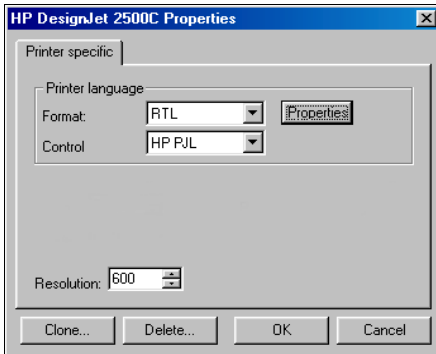 HP DesignJet 2500C Properties
Printer specific
Printer language
Format: RTL Properties
Control HP PJL
Resolution: 600
Clone... Delete... OK Cancel